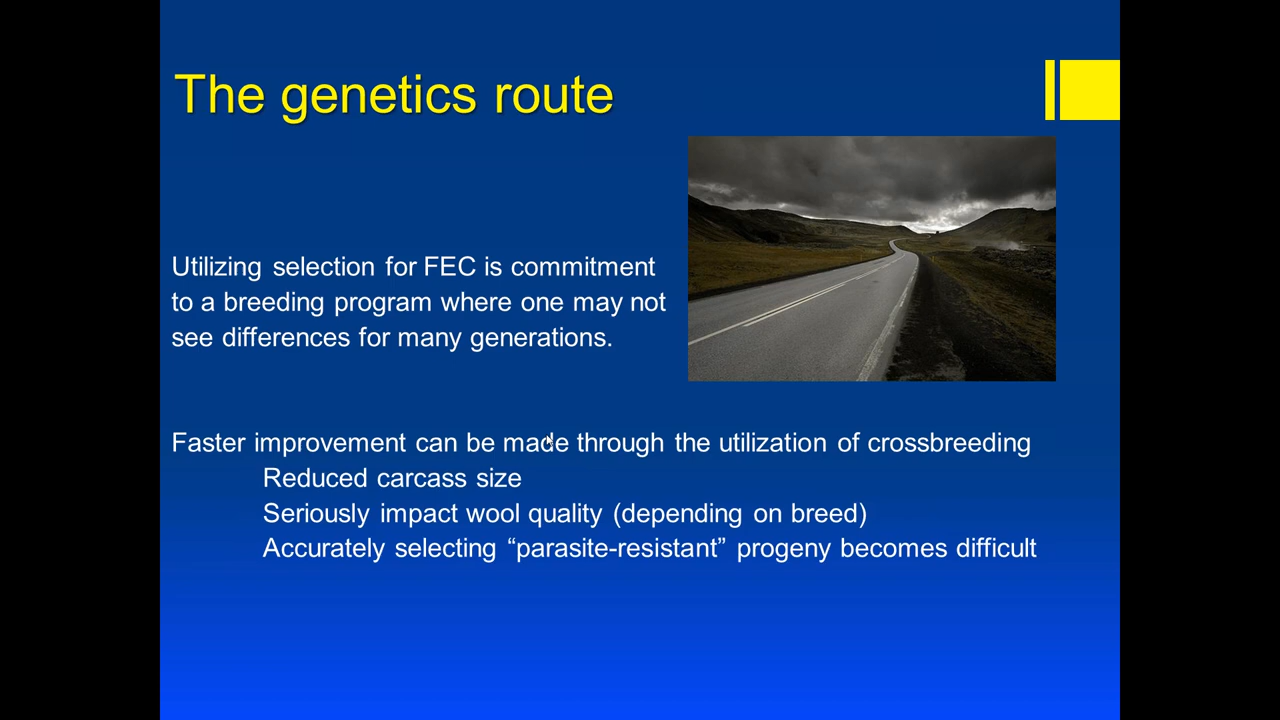 The genetics route
Utilizing selection for FEC is commitment
to a breeding program where one may not
see differences for many generations.
Faster improvement can be made through the utilization of crossbreeding
Reduced carcass size
Seriously impact wool quality (depending on breed)
Accurately selecting “parasite-resistant” progeny becomes difficult